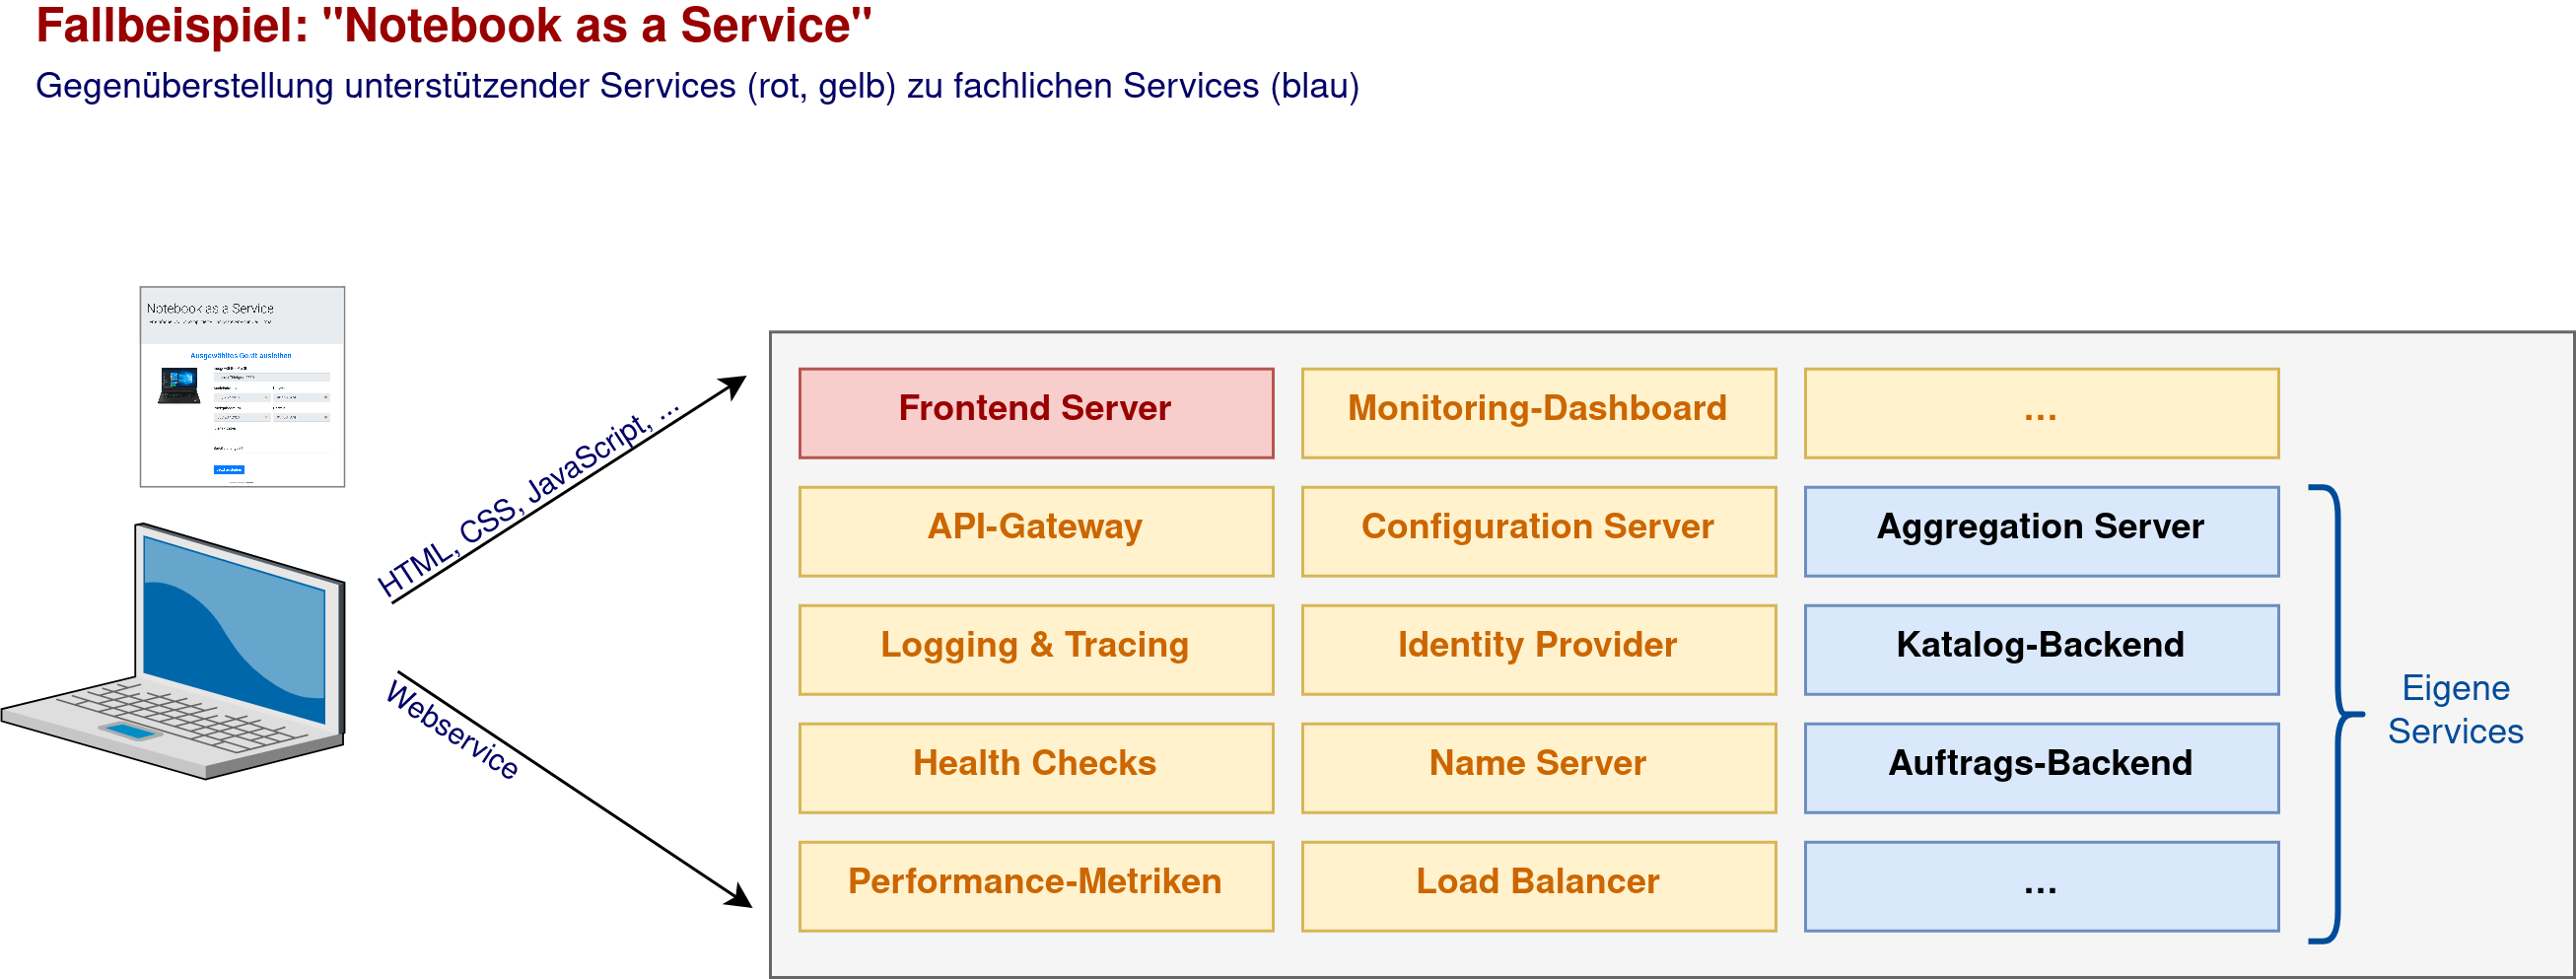 Fallbeispiel: "Notebook as a Service"
Gegenüberstellung unterstützender Services (rot, gelb) zu fachlichen Services (blau)
Notebook as a Service
Ausgewähltes Gerät ausleihen
HTML, CSS, JavaScript, ...
Webservice
Frontend Server
Monitoring-Dashboard
...
API-Gateway
Configuration Server
Aggregation Server
Logging & Tracing
Identity Provider
Katalog-Backend
Health Checks
Name Server
Auftrags-Backend
Performance-Metriken
Load Balancer
...
Eigene
Services